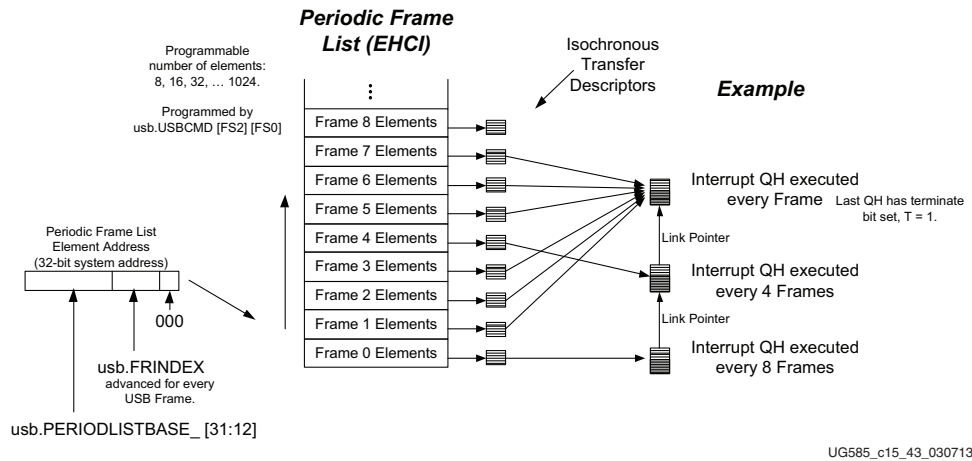 Periodic Frame
List (EHCI)
Programmable
number of elements:
8, 16, 32, … 1024.
Programmed by
usb.USBCMD [FS2] [FS0]
Isochronous
Transfer
Descriptors
Example
Frame 8 Elements
Frame 7 Elements
Frame 6 Elements
Frame 5 Elements
Frame 4 Elements
Frame 3 Elements
Frame 2 Elements
Frame 1 Elements
Frame 0 Elements
Interrupt QH executed
every Frame
Last QH has terminate
bit set, T = 1.
Link Pointer
Interrupt QH executed
every 4 Frames
Link Pointer
Interrupt QH executed
every 8 Frames
Periodic Frame List
Element Address
(32-bit system address)
000
usb.FRINDEX
advanced for every
USB Frame.
usb.PERIODLISTBASE_ [31:12]
UG585_c15_43_030713